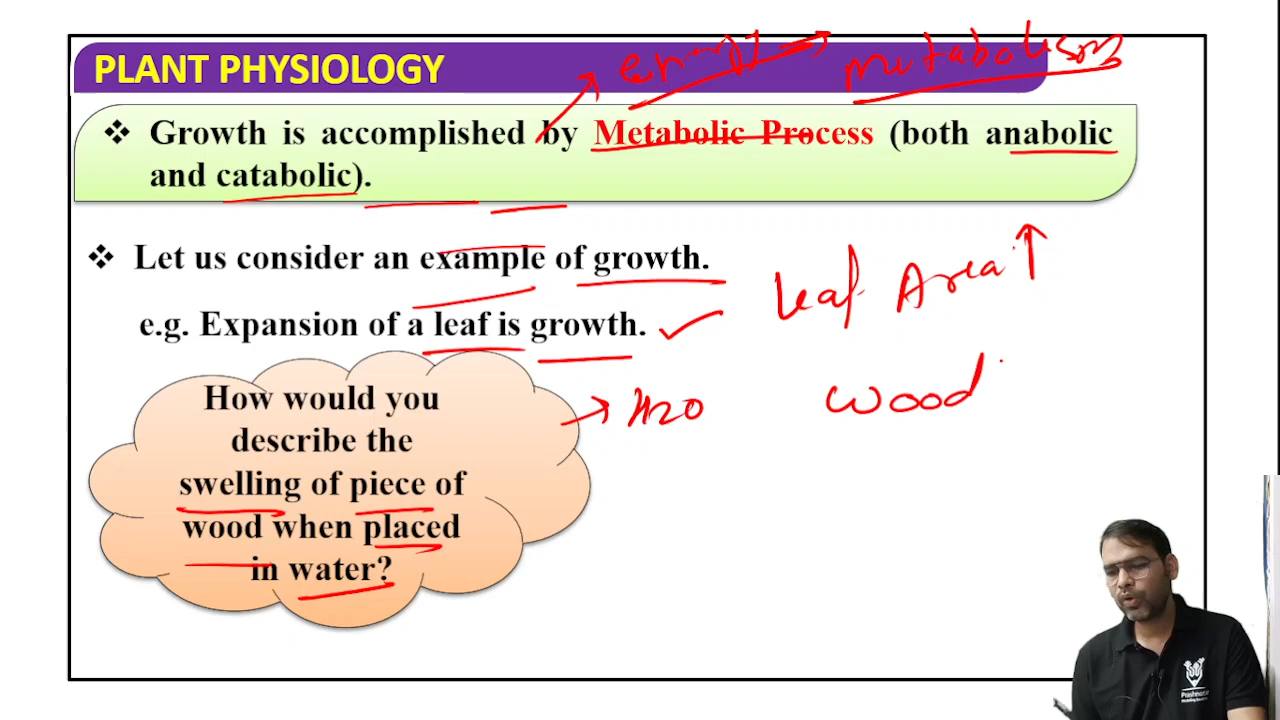 PLANT PHYSIOLOGY
energy metabolism
❖ Growth is accomplished by Metabolic Process (both anabolic
and catabolic).
❖ Let us consider an example of growth.
e.g. Expansion of a leaf is growth.
Leaf Area ↑
How would you
describe the
swelling of piece of
wood when placed
in water?
→ H2O
wood